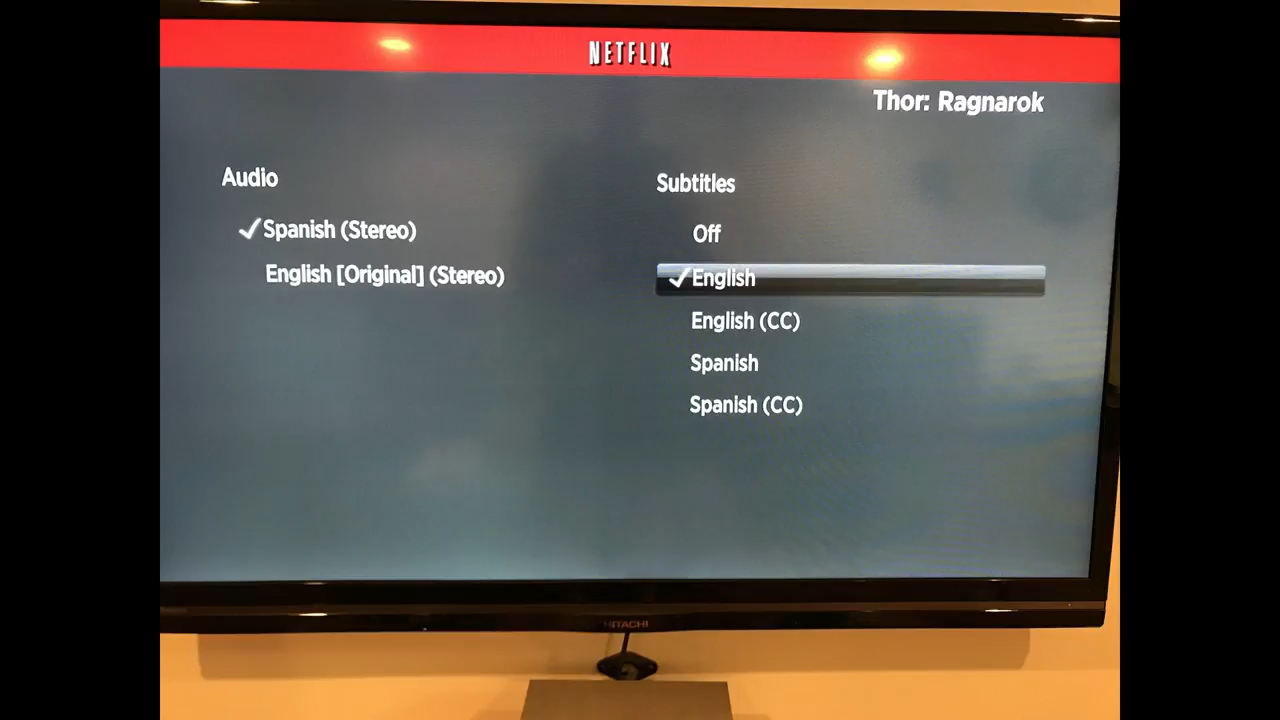 NETFLIX
Thor: Ragnarok
Audio
Spanish (Stereo)
English [Original] (Stereo)
Subtitles
Off
English
English (CC)
Spanish
Spanish (CC)
HITACHI